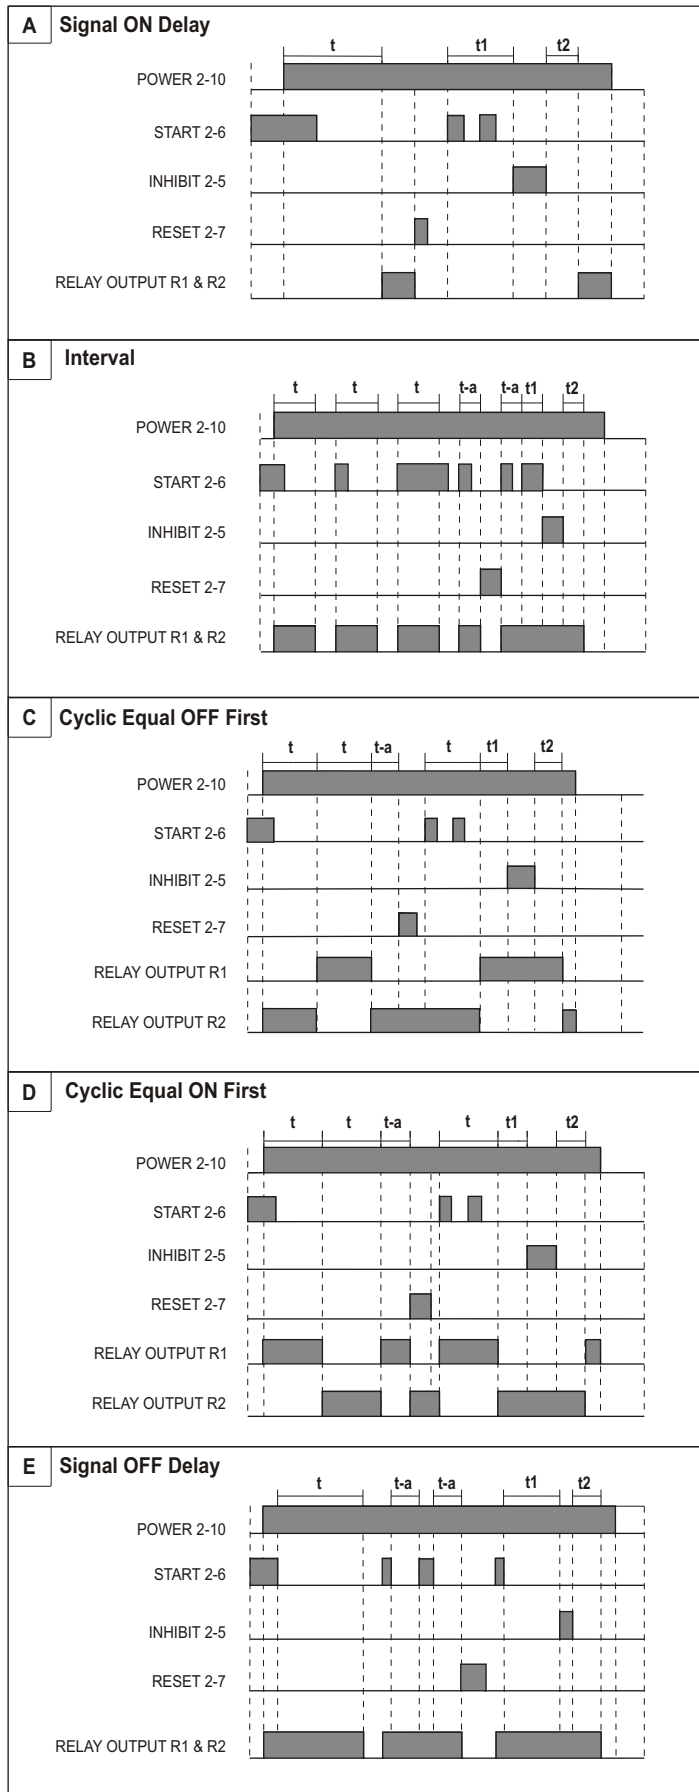 A Signal ON Delay
t t1 t2
POWER 2-10
START 2-6
INHIBIT 2-5
RESET 2-7
RELAY OUTPUT R1 & R2
B Interval
t t t t-a t-a t1 t2
POWER 2-10
START 2-6
INHIBIT 2-5
RESET 2-7
RELAY OUTPUT R1 & R2
C Cyclic Equal OFF First
t t t-a t t1 t2
POWER 2-10
START 2-6
INHIBIT 2-5
RESET 2-7
RELAY OUTPUT R1
RELAY OUTPUT R2
D Cyclic Equal ON First
t t t-a t t1 t2
POWER 2-10
START 2-6
INHIBIT 2-5
RESET 2-7
RELAY OUTPUT R1
RELAY OUTPUT R2
E Signal OFF Delay
t t-a t-a t1 t2
POWER 2-10
START 2-6
INHIBIT 2-5
RESET 2-7
RELAY OUTPUT R1 & R2